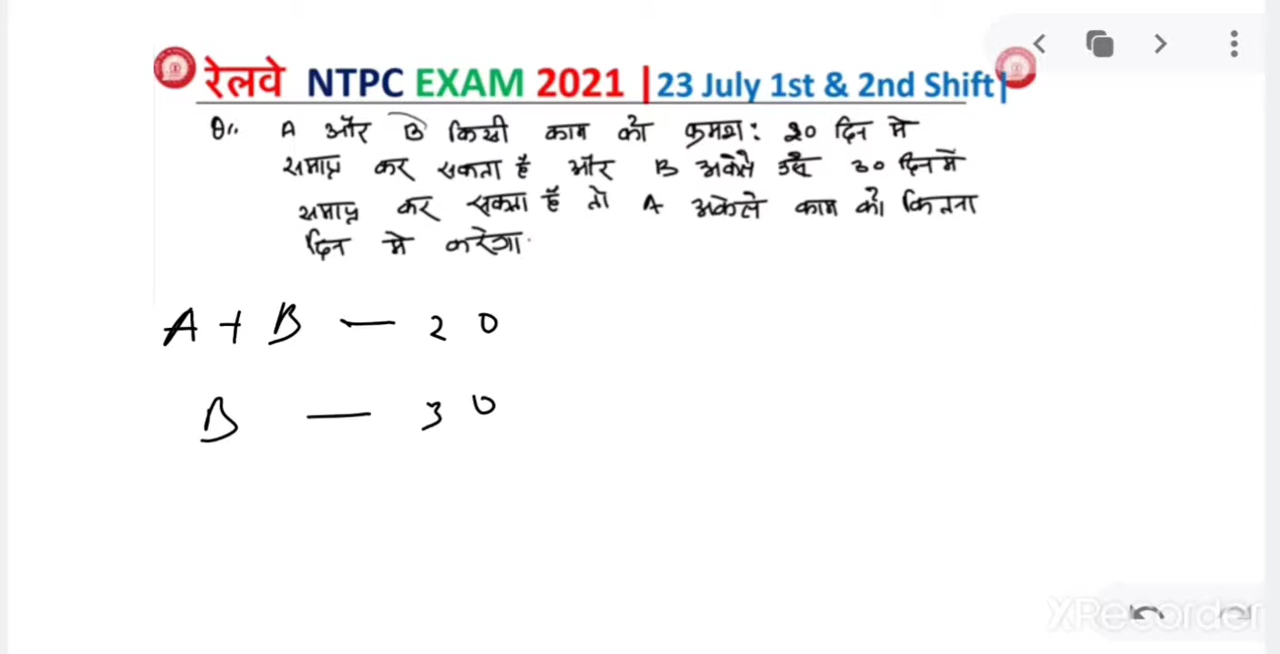 रेलवे NTPC EXAM 2021 | 23 July 1st & 2nd Shift|
Q1. A और B किसी काम को क्रमश: 20 दिन मे
समाप्त कर सकता है और B अकेले उसे 30 दिन में
समाप्त कर सकता है तो A अकेले काम को कितना
दिन मे करेगा
A + B — 20
B — 30
XRecorder